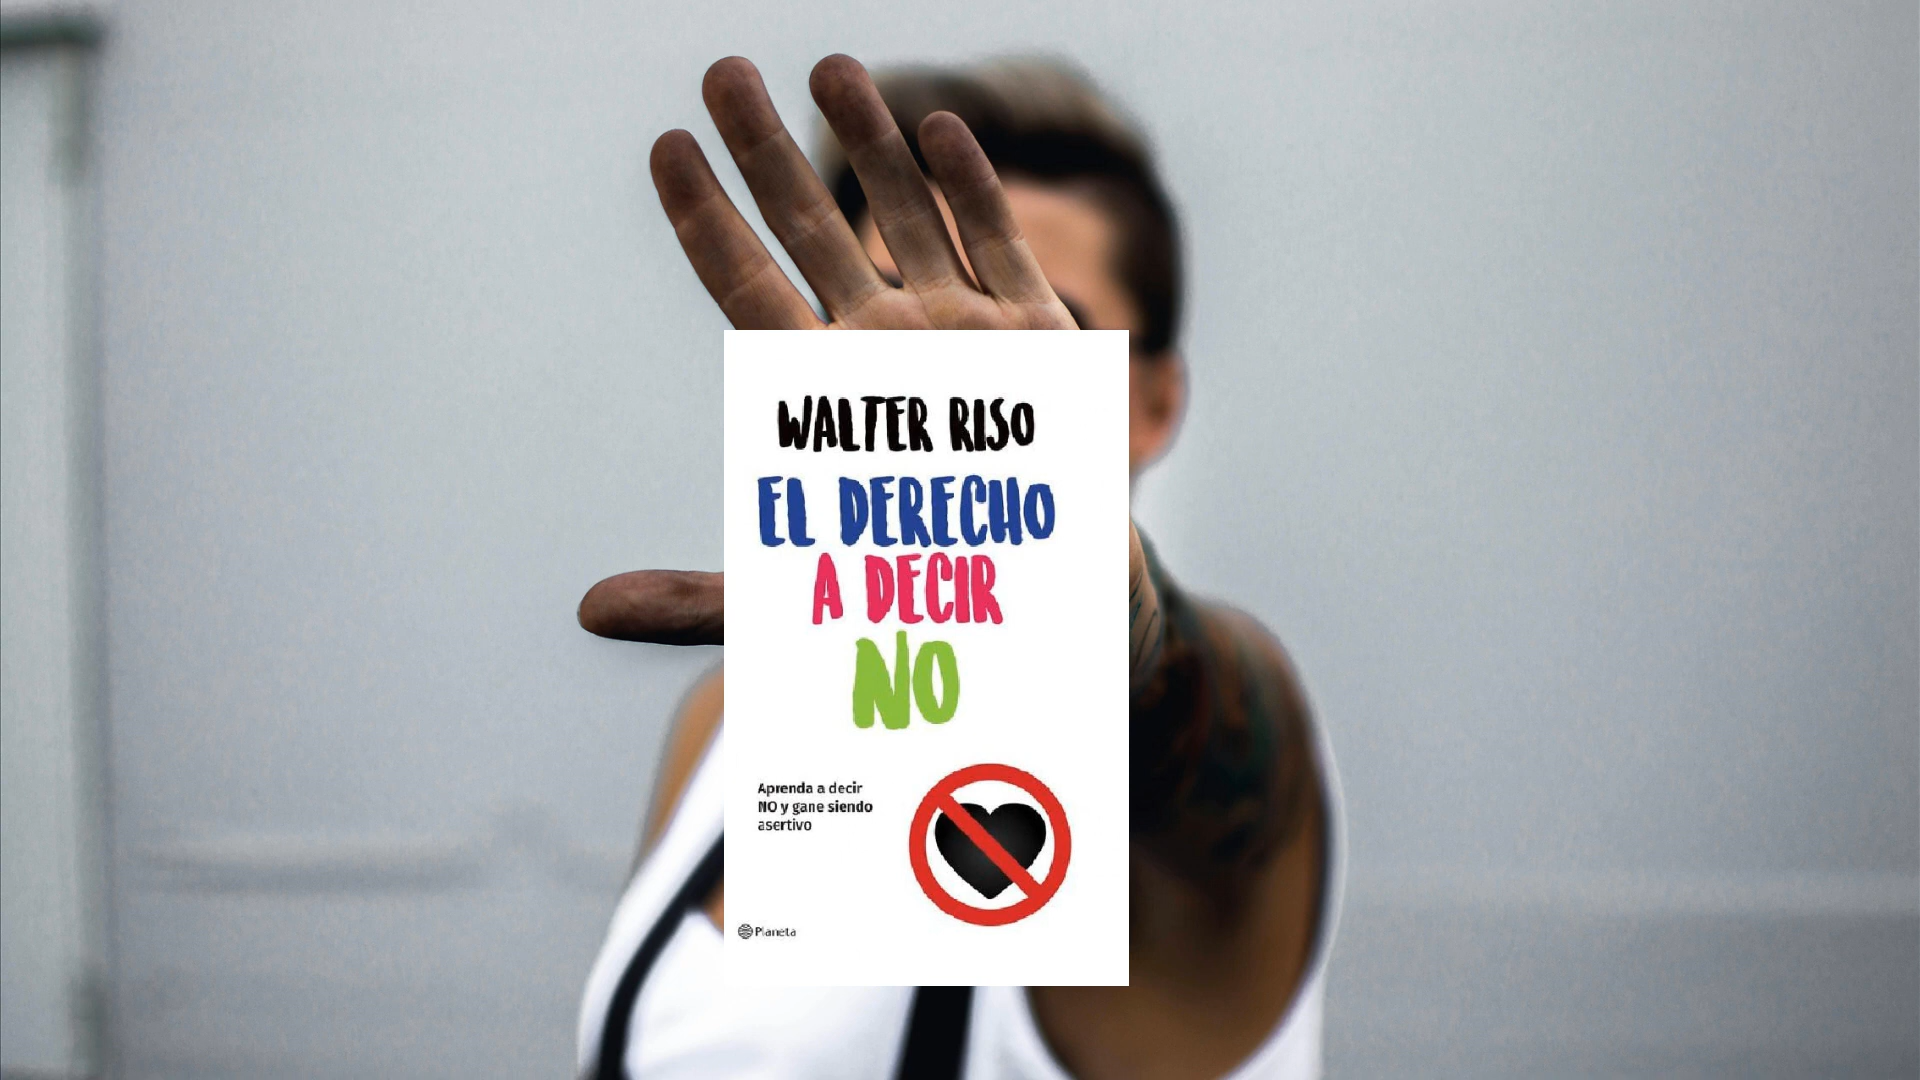 WALTER RISO
EL DERECHO
A DECIR
NO
Aprenda a decir
NO y gane siendo
asertivo
Planeta